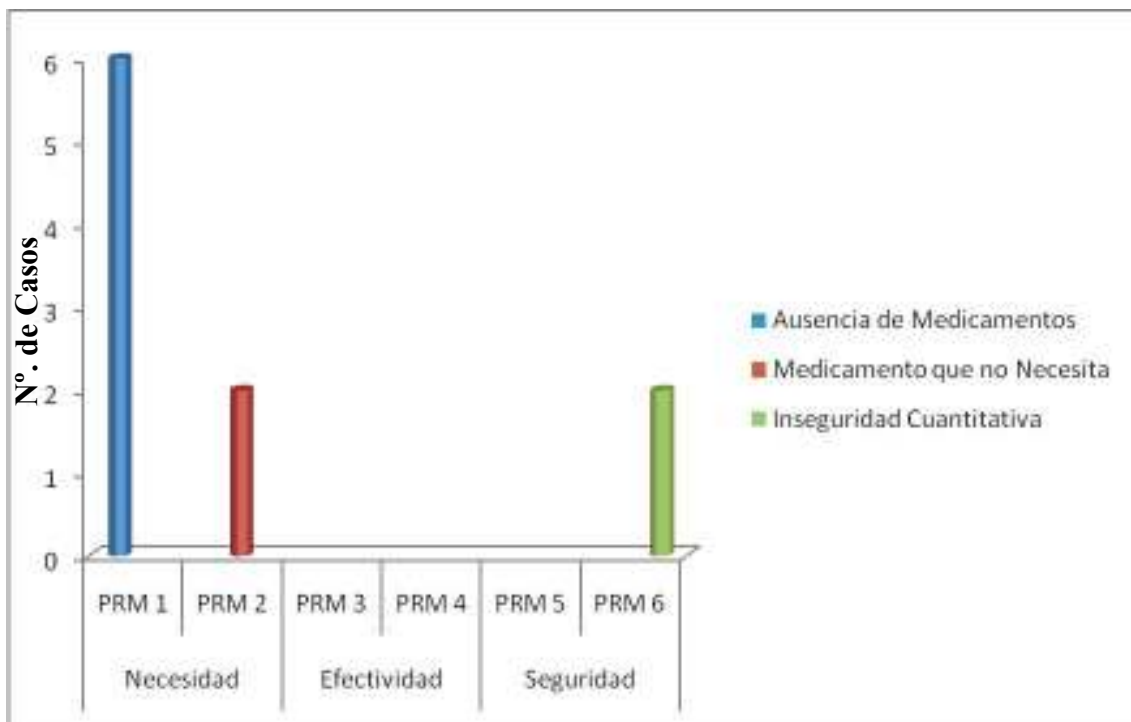 Nº. de Casos
6
5
4
3
2
1
0
PRM 1 PRM 2 PRM 3 PRM 4 PRM 5 PRM 6
Necesidad Efectividad Seguridad
Ausencia de Medicamentos
Medicamento que no Necesita
Inseguridad Cuantitativa